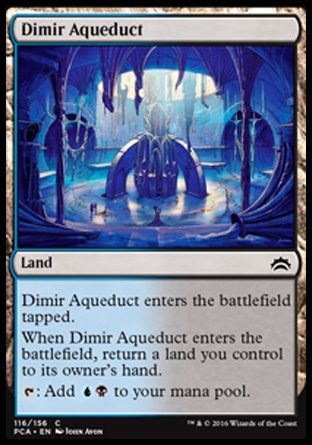 Dimir Aqueduct
Land
Dimir Aqueduct enters the battlefield
tapped.
When Dimir Aqueduct enters the
battlefield, return a land you control
to its owner's hand.
: Add to your mana pool.
116/156 C
PCA • EN John Avon
™ & © 2016 Wizards of the Coast